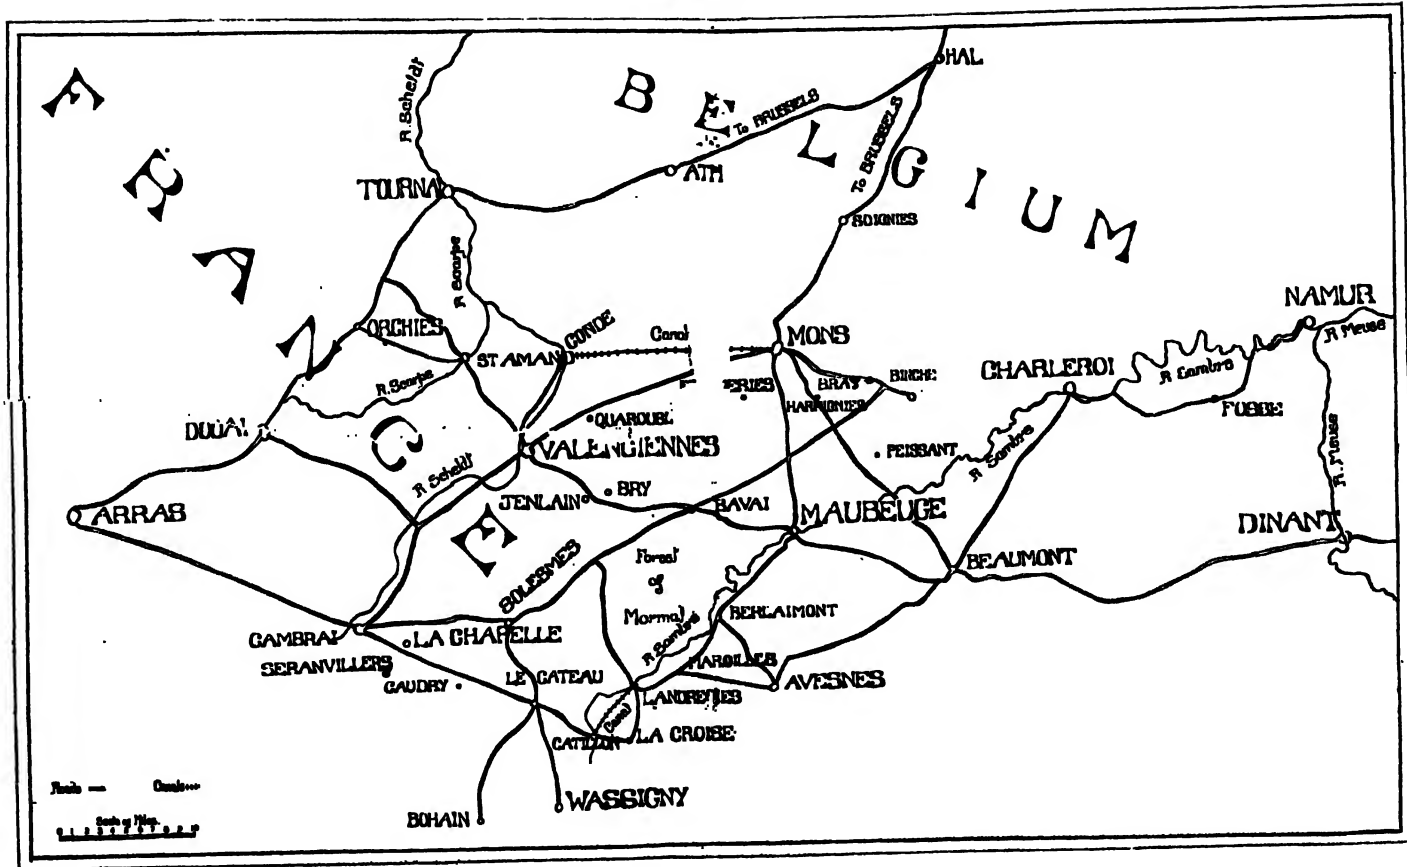 FRANCE
BELGIUM
HAL
R. Scheldt
To BRUSSELS
To BRUSSELS
ATH
TOURNA
SOIGNIES
R Scarpe
NAMUR
R Meuse
ORCHIES
CONDE
Canal
MONS
ST AMAND
CHARLEROI
R Sambre
BRAY
BINCHE
ERIES
HARMIGNIES
FOSSE
R. Scarpe
QUAROUBL
DOUAI
VALENCIENNES
PEISSANT
R Sambre
R. Meuse
R Scheldt
JENLAIN
BRY
BAVAI
MAUBEUGE
ARRAS
DINANT
SOLESMES
Forest
of
Mormal
BEAUMONT
BERLAIMONT
CAMBRAI
LA CHAPELLE
R. Sambre
SERANVILLERS
MAROILLES
CAUDRY
LE CATEAU
LANDRECIES
AVESNES
Canal
CATILLON
LA CROISE
Roads
Canals
WASSIGNY
Scale of Miles
BOHAIN